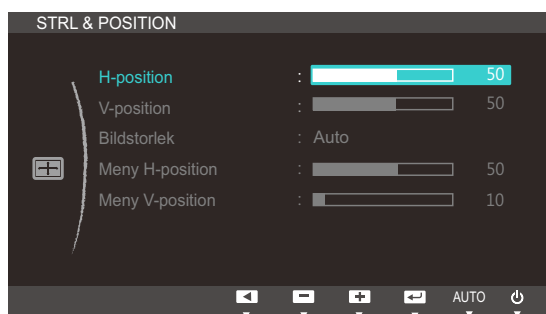 STRL & POSITION
H-position : 50
V-position : 50
Bildstorlek : Auto
Meny H-position : 50
Meny V-position : 10
AUTO